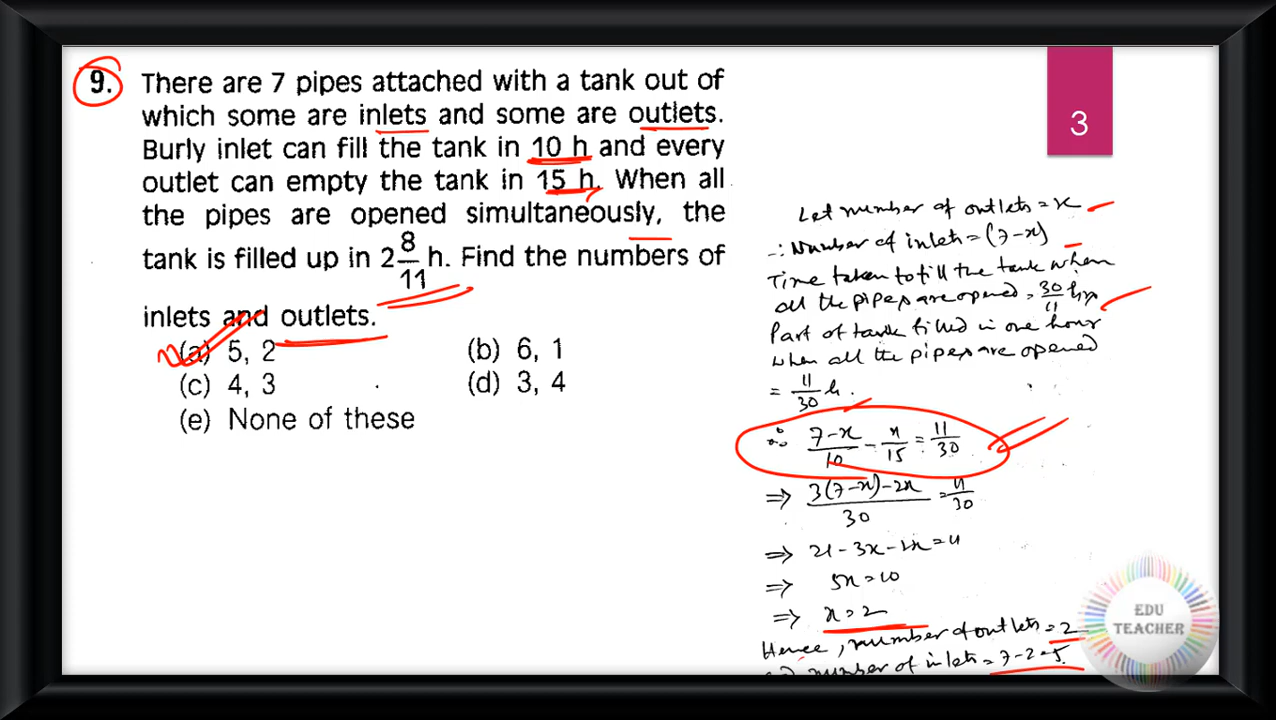 9. There are 7 pipes attached with a tank out of
which some are inlets and some are outlets.
Burly inlet can fill the tank in 10 h and every
outlet can empty the tank in 15 h. When all
the pipes are opened simultaneously, the
tank is filled up in 2 8/11 h. Find the numbers of
inlets and outlets.
(a) 5, 2 (b) 6, 1
(c) 4, 3 (d) 3, 4
(e) None of these
3
Let number of outlets = x
∴ Number of inlets = (7-x)
Time taken to fill the tank when
all the pipes are opened = 30/11 hrs
Part of tank filled in one hour
when all the pipes are opened
= 11/30 h.
∴ 7-x/10 - x/15 = 11/30
⇒ 3(7-x)-2x/30 = 11/30
⇒ 21-3x-2x=11
⇒ 5x=10
⇒ x=2
Hence, number of outlets = 2
number of inlets = 7-2=5.
EDU
TEACHER